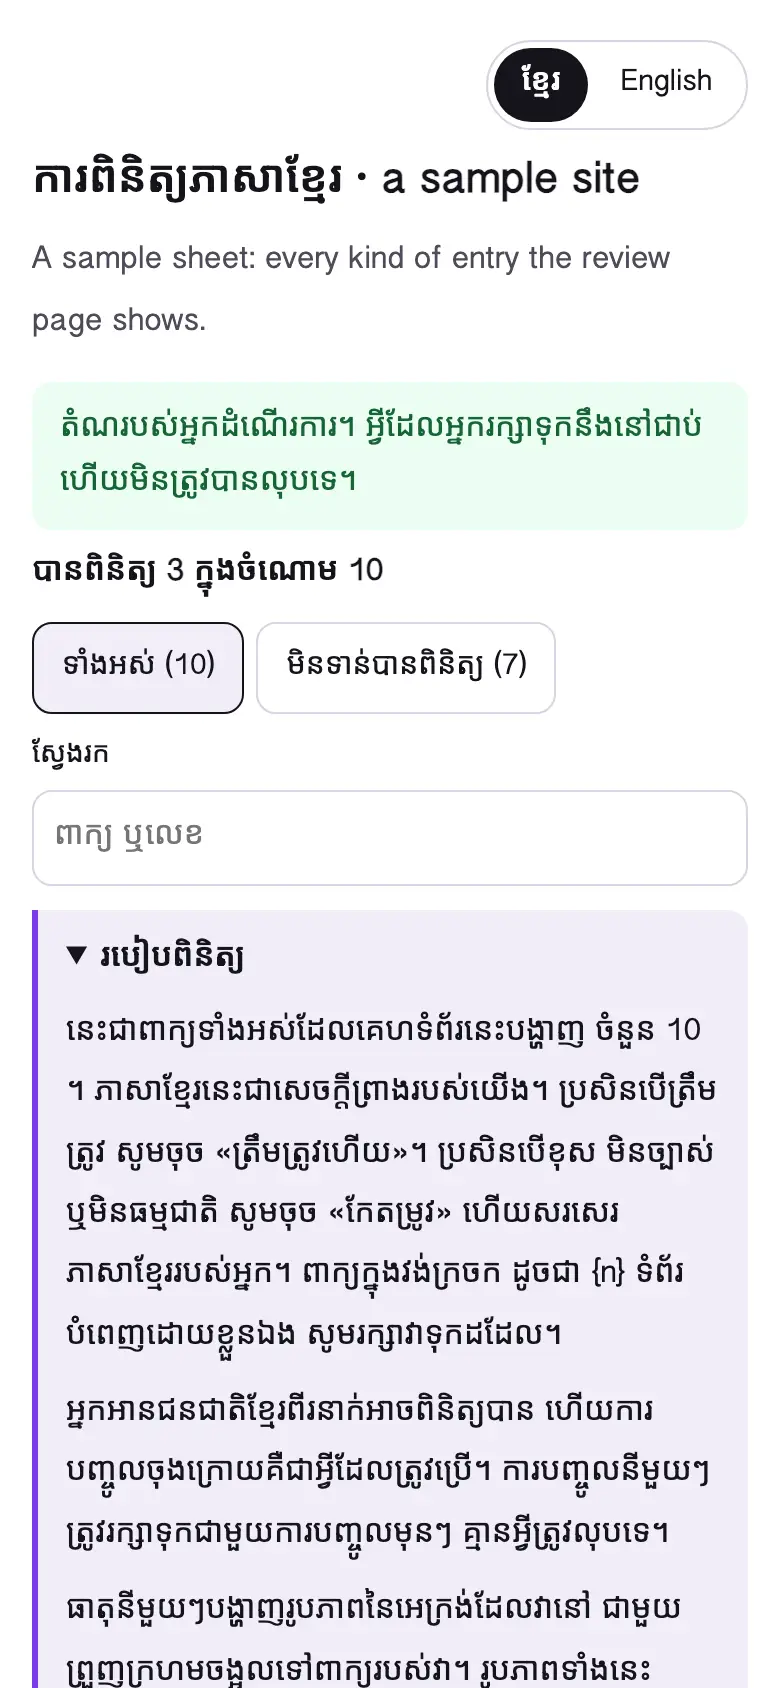 ខ្មែរ
English
ការពិនិត្យភាសាខ្មែរ · a sample site
A sample sheet: every kind of entry the review
page shows.
តំណរបស់អ្នកដំណើរការ។ អ្វីដែលអ្នករក្សាទុកនឹងនៅជាប់
ហើយមិនត្រូវបានលុបទេ។
បានពិនិត្យ 3 ក្នុងចំណោម 10
ទាំងអស់ (10)
មិនទាន់បានពិនិត្យ (7)
ស្វែងរក
ពាក្យ ឬលេខ
▼ របៀបពិនិត្យ
នេះជាពាក្យទាំងអស់ដែលគេហទំព័រនេះបង្ហាញ ចំនួន 10
។ ភាសាខ្មែរនេះជាសេចក្តីព្រាងរបស់យើង។ ប្រសិនបើត្រឹម
ត្រូវ សូមចុច «ត្រឹមត្រូវហើយ»។ ប្រសិនបើខុស មិនច្បាស់
ឬមិនធម្មជាតិ សូមចុច «កែតម្រូវ» ហើយសរសេរ
ភាសាខ្មែររបស់អ្នក។ ពាក្យក្នុងវង់ក្រចក ដូចជា {n} ទំព័រ
បំពេញដោយខ្លួនឯង សូមរក្សាវាទុកដដែល។
អ្នកអានជនជាតិខ្មែរពីរនាក់អាចពិនិត្យបាន ហើយការ
បញ្ចូលចុងក្រោយគឺជាអ្វីដែលត្រូវប្រើ។ ការបញ្ចូលនីមួយៗ
ត្រូវរក្សាទុកជាមួយការបញ្ចូលមុនៗ គ្មានអ្វីត្រូវលុបទេ។
ធាតុនីមួយៗបង្ហាញរូបភាពនៃអេក្រង់ដែលវានៅ ជាមួយ
ព្រួញក្រហមចង្អុលទៅពាក្យរបស់វា។ រូបភាពទាំងនេះ